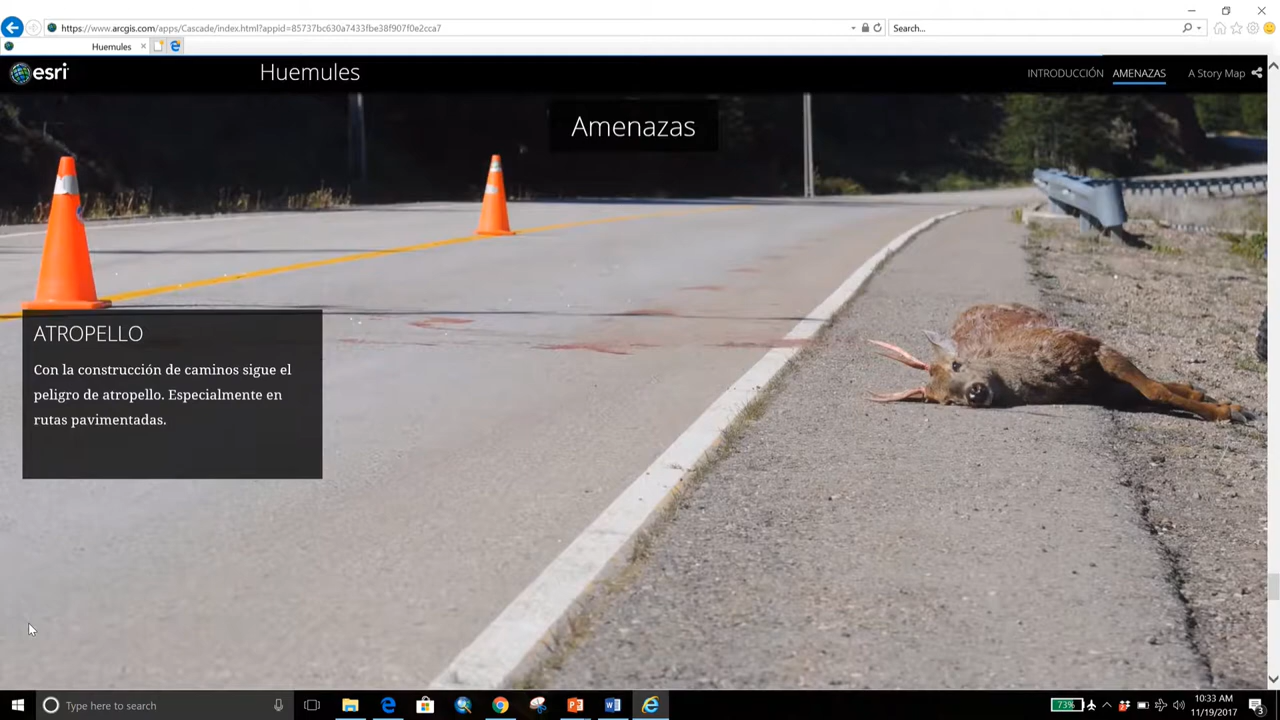 https://www.arcgis.com/apps/Cascade/index.html?appid=85737bc630a7433fbe38f907f0e2cca7
Search...
Huemules
esri
Huemules
INTRODUCCIÓN AMENAZAS A Story Map
Amenazas
ATROPELLO
Con la construcción de caminos sigue el
peligro de atropello. Especialmente en
rutas pavimentadas.
Type here to search
73%
10:33 AM
11/19/2017
3